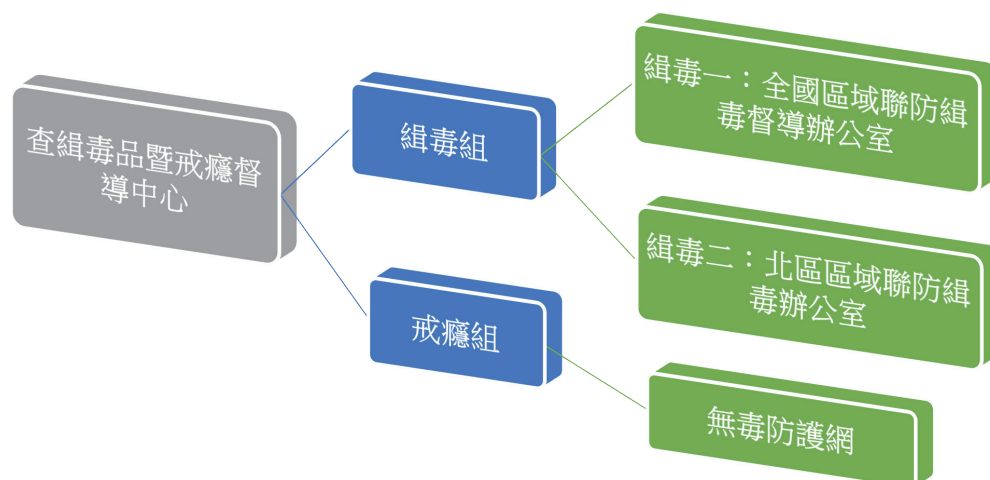 查緝毒品暨戒癮督
導中心
緝毒組
戒癮組
緝毒一：全國區域聯防緝
毒督導辦公室
緝毒二：北區區域聯防緝
毒辦公室
無毒防護網